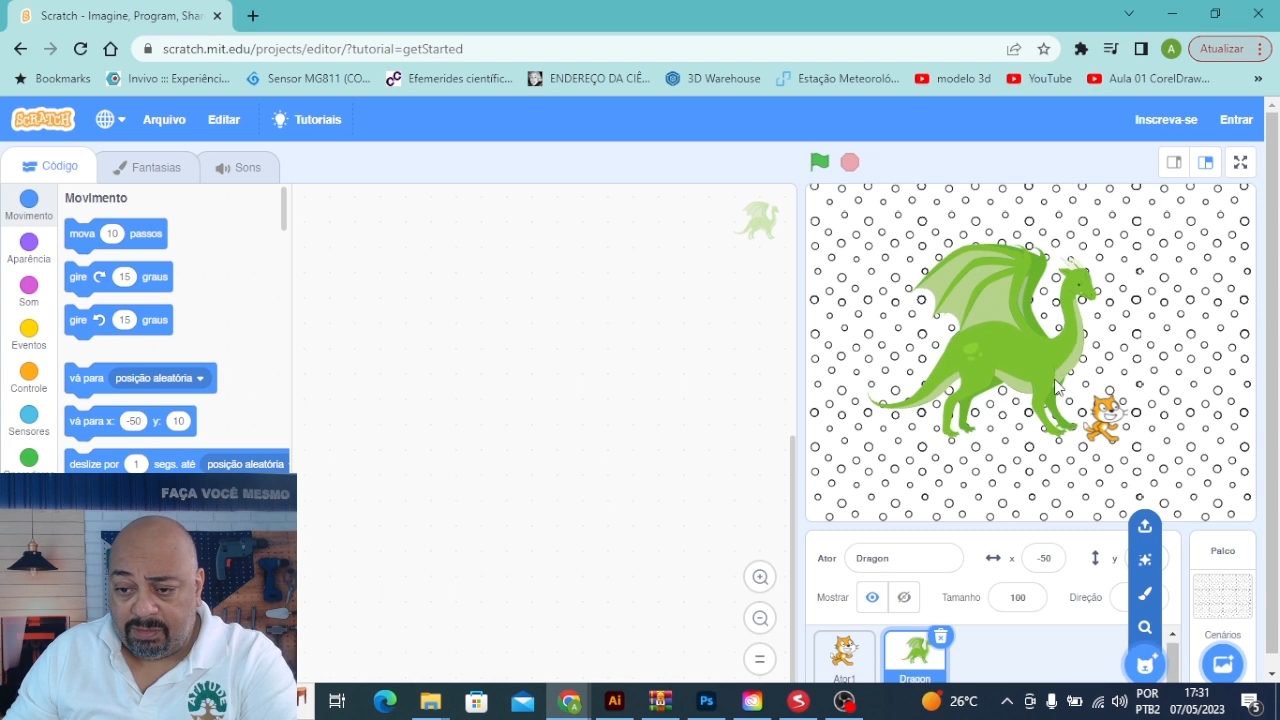 Scratch - Imagine, Program, Shar
scratch.mit.edu/projects/editor/?tutorial=getStarted
A
Atualizar
Bookmarks
Invivo ::: Experiênci...
Sensor MG811 (CO...
Efemerides científic...
ENDEREÇO DA CIÊ...
3D Warehouse
Estação Meteoroló...
modelo 3d
YouTube
Aula 01 CorelDraw...
»
SCRATCH
Arquivo
Editar
Tutoriais
Inscreva-se
Entrar
Código
Fantasias
Sons
Movimento
Aparência
Som
Eventos
Controle
Sensores
Movimento
mova 10 passos
gire 15 graus
gire 15 graus
vá para posição aleatória
vá para x: -50 y: 10
deslize por 1 segs. até posição aleatória
FAÇA VOCÊ MESMO
Ator Dragon x -50 y
Mostrar Tamanho 100 Direção
Ator1
Dragon
Palco
Cenários
Ai
Ps
S
26°C
POR
PTB2
17:31
07/05/2023
5